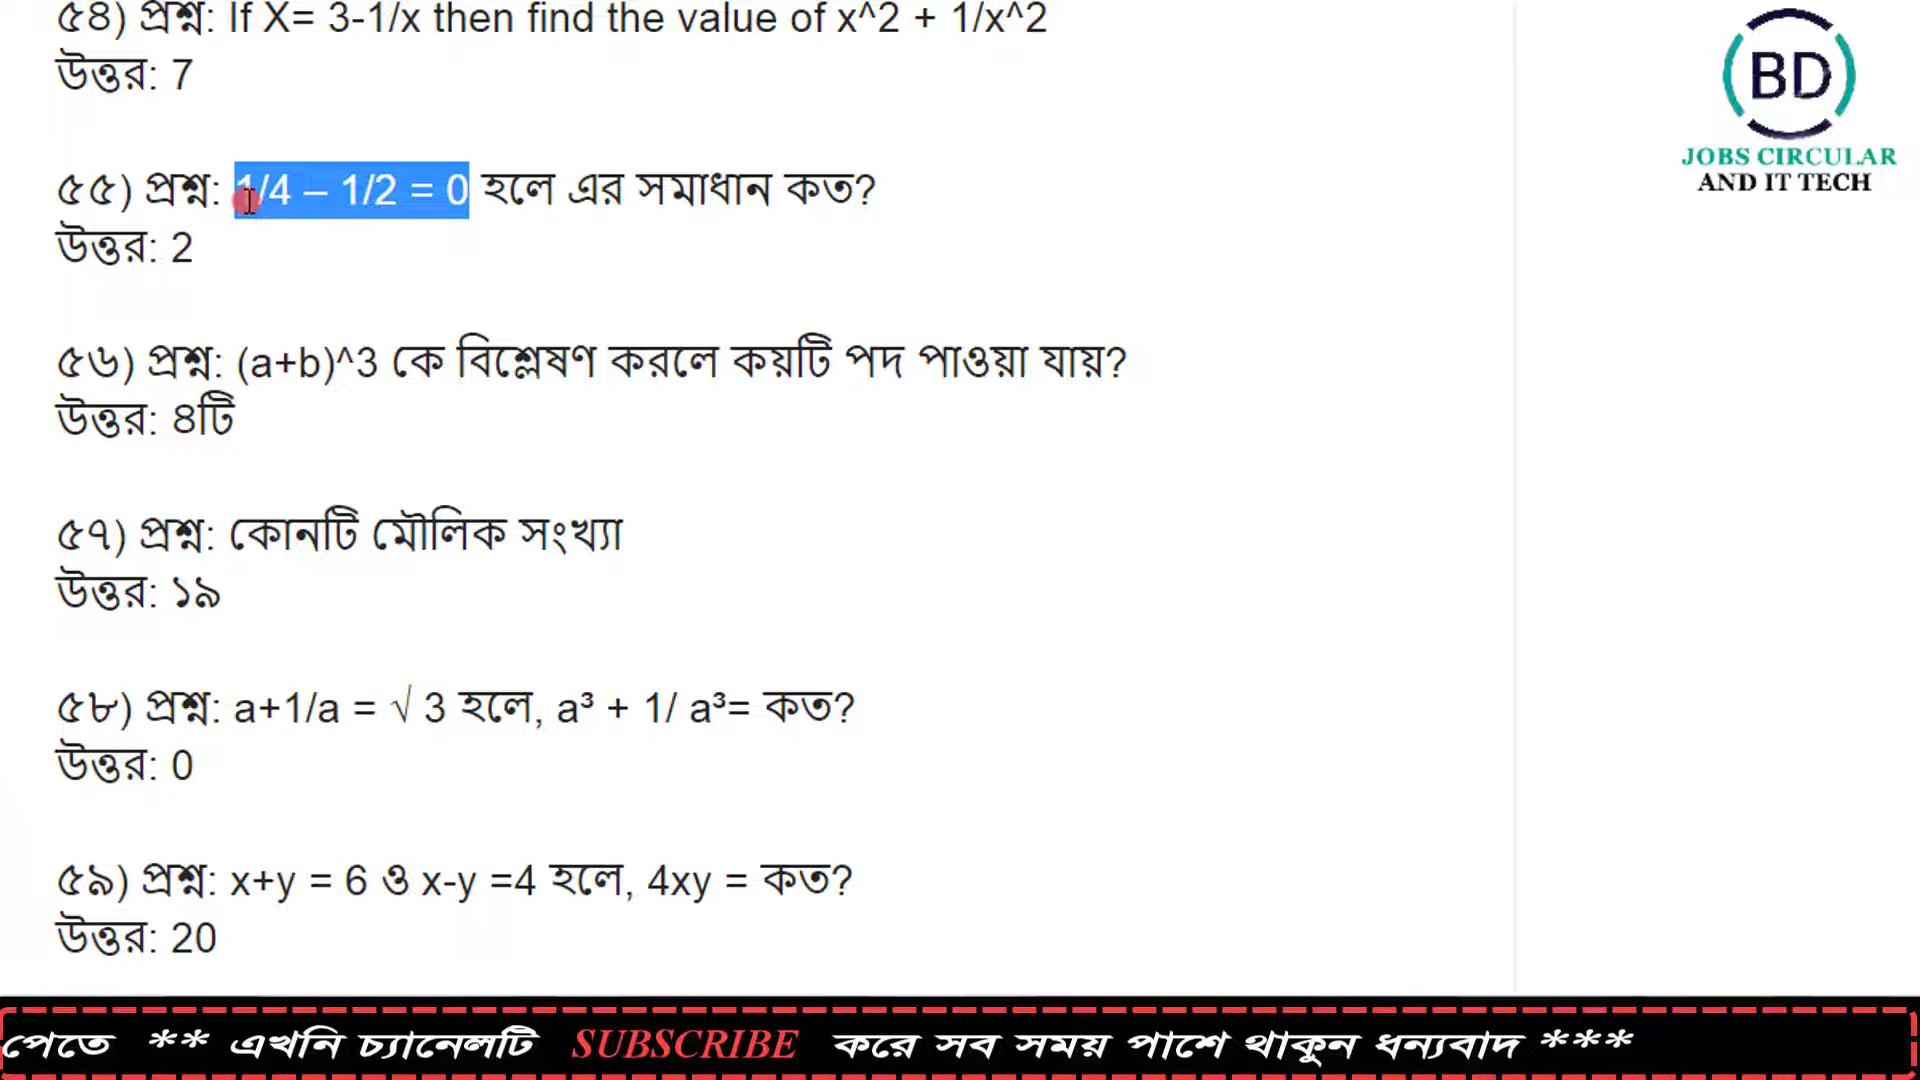 ৫৪) প্রশ্ন: If X= 3-1/x then find the value of x^2 + 1/x^2
উত্তর: 7
৫৫) প্রশ্ন: 1/4 – 1/2 = 0 হলে এর সমাধান কত?
উত্তর: 2
৫৬) প্রশ্ন: (a+b)^3 কে বিশ্লেষণ করলে কয়টি পদ পাওয়া যায়?
উত্তর: ৪টি
৫৭) প্রশ্ন: কোনটি মৌলিক সংখ্যা
উত্তর: ১৯
৫৮) প্রশ্ন: a+1/a = √ 3 হলে, a³ + 1/ a³= কত?
উত্তর: 0
৫৯) প্রশ্ন: x+y = 6 ও x-y =4 হলে, 4xy = কত?
উত্তর: 20
BD
JOBS CIRCULAR
AND IT TECH
পেতে ** এখনি চ্যানেলটি SUBSCRIBE করে সব সময় পাশে থাকুন ধন্যবাদ ***